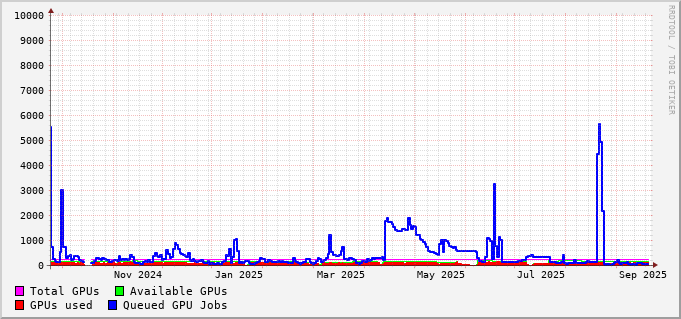 10000
9000
8000
7000
6000
5000
4000
3000
2000
1000
0
Nov 2024 Jan 2025 Mar 2025 May 2025 Jul 2025 Sep 2025
Total GPUs Available GPUs
GPUs used Queued GPU Jobs
RRDTOOL / TOBI OETIKER